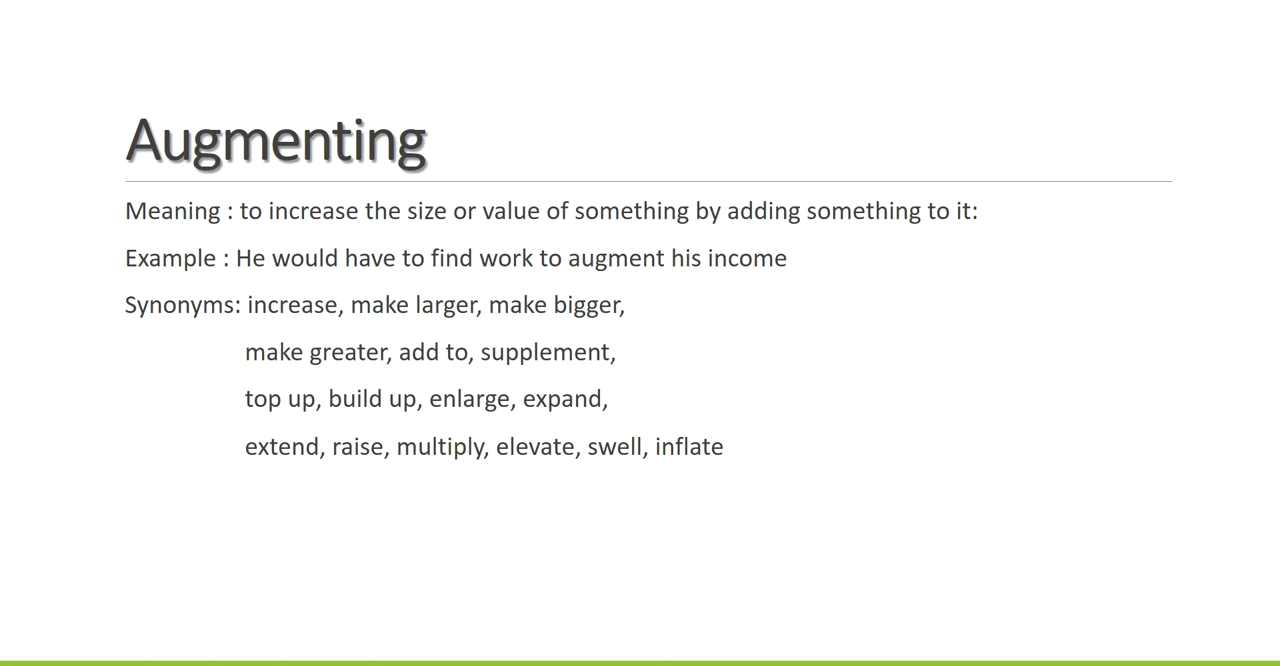 Augmenting
Meaning : to increase the size or value of something by adding something to it:
Example : He would have to find work to augment his income
Synonyms: increase, make larger, make bigger,
make greater, add to, supplement,
top up, build up, enlarge, expand,
extend, raise, multiply, elevate, swell, inflate